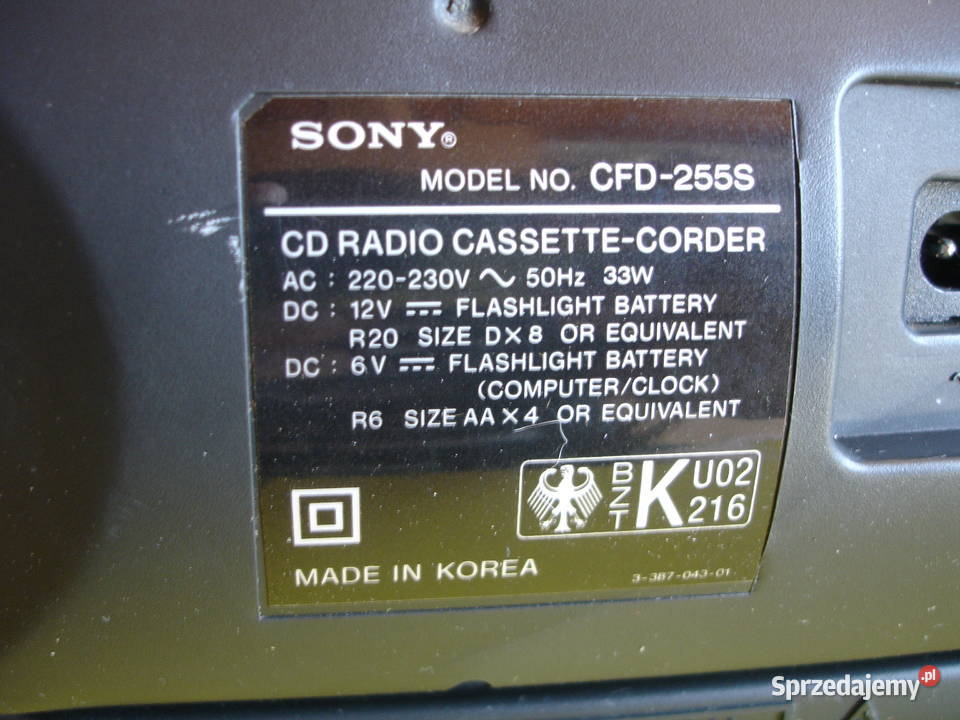 SONY®
MODEL NO. CFD-255S
CD RADIO CASSETTE-CORDER
AC : 220-230V ~ 50Hz 33W
DC : 12V ⎓ FLASHLIGHT BATTERY
R20 SIZE D×8 OR EQUIVALENT
DC : 6V ⎓ FLASHLIGHT BATTERY
(COMPUTER/CLOCK)
R6 SIZE AA×4 OR EQUIVALENT
BZT K U02
216
MADE IN KOREA
3-387-043-01
Sprzedajemy.pl